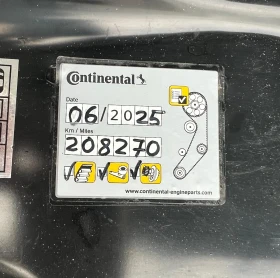 Continental
Date
06/2025
Km / Miles
208270
www.continental-engineparts.com